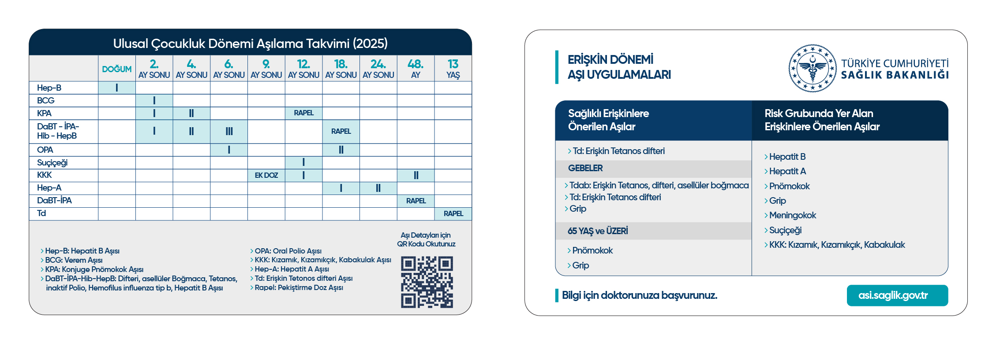 Ulusal Çocukluk Dönemi Aşılama Takvimi (2025)
DOĞUM 2. AY SONU 4. AY SONU 6. AY SONU 9. AY SONU 12. AY SONU 18. AY SONU 24. AY SONU 48. AY 13 YAŞ
Hep-B I
BCG I
KPA I II RAPEL
DaBT - İPA-
Hib - HepB I II III RAPEL
OPA I II
Suçiçeği I
KKK EK DOZ I II
Hep-A I II
DaBT-İPA RAPEL
Td RAPEL
Hep-B: Hepatit B Aşısı
BCG: Verem Aşısı
KPA: Konjuge Pnömokok Aşısı
DaBT-İPA-Hib-HepB: Difteri, asellüler Boğmaca, Tetanos,
inaktif Polio, Hemofilus influenza tip b, Hepatit B Aşısı
OPA: Oral Polio Aşısı
KKK: Kızamık, Kızamıkçık, Kabakulak Aşısı
Hep-A: Hepatit A Aşısı
Td: Erişkin Tetonos difteri Aşısı
Rapel: Pekiştirme Doz Aşısı
Aşı Detayları için
QR Kodu Okutunuz
ERİŞKİN DÖNEMİ
AŞI UYGULAMALARI
TÜRKİYE CUMHURİYETİ
SAĞLIK BAKANLIĞI
Sağlıklı Erişkinlere
Önerilen Aşılar
Td: Erişkin Tetanos difteri
GEBELER
Tdab: Erişkin Tetanos, difteri, asellüler boğmaca
Td: Erişkin Tetanos difteri
Grip
65 YAŞ ve ÜZERİ
Pnömokok
Grip
Risk Grubunda Yer Alan
Erişkinlere Önerilen Aşılar
Hepatit B
Hepatit A
Pnömokok
Grip
Meningokok
Suçiçeği
KKK: Kızamık, Kızamıkçık, Kabakulak
Bilgi için doktorunuza başvurunuz.
asi.saglik.gov.tr